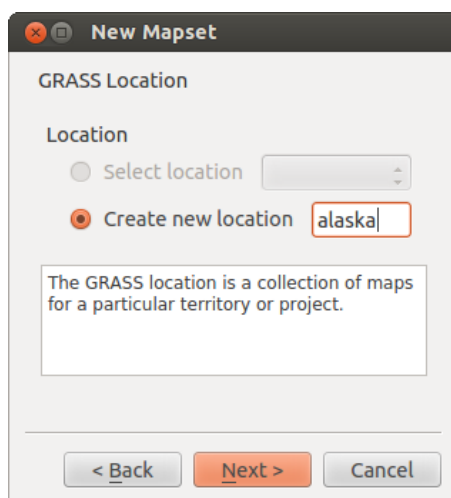 New Mapset
GRASS Location
Location
Select location
Create new location alaska
The GRASS location is a collection of maps
for a particular territory or project.
< Back Next > Cancel